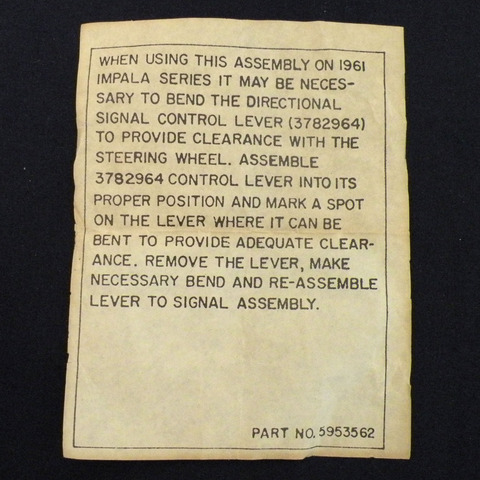 WHEN USING THIS ASSEMBLY ON 1961
IMPALA SERIES IT MAY BE NECES-
SARY TO BEND THE DIRECTIONAL
SIGNAL CONTROL LEVER (3782964)
TO PROVIDE CLEARANCE WITH THE
STEERING WHEEL. ASSEMBLE
3782964 CONTROL LEVER INTO ITS
PROPER POSITION AND MARK A SPOT
ON THE LEVER WHERE IT CAN BE
BENT TO PROVIDE ADEQUATE CLEAR-
ANCE. REMOVE THE LEVER, MAKE
NECESSARY BEND AND RE-ASSEMBLE
LEVER TO SIGNAL ASSEMBLY.
PART NO. 5953562